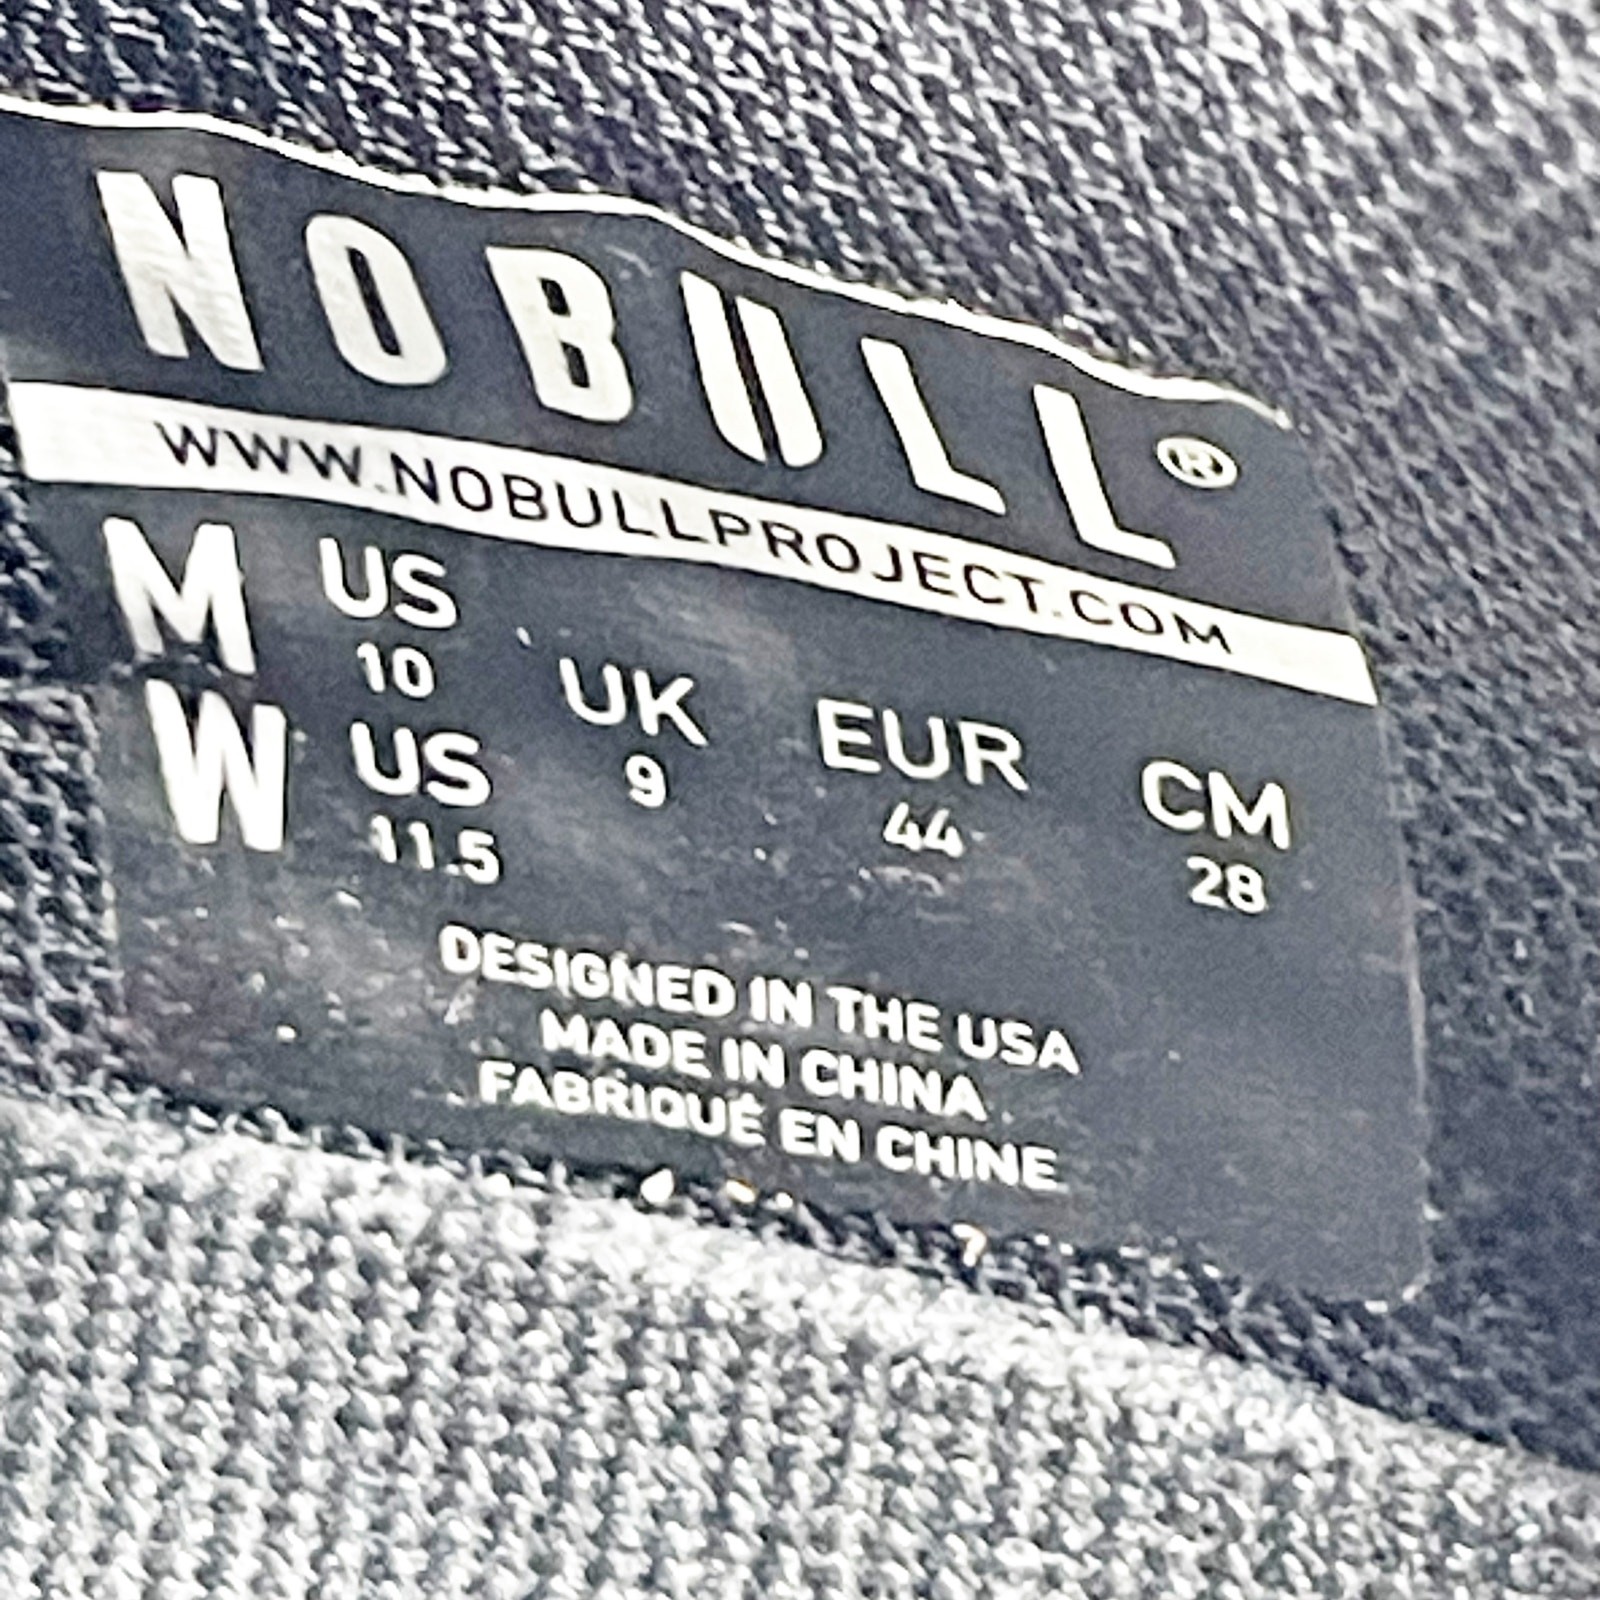 NOBULL®
WWW.NOBULLPROJECT.COM
M US 10
W US 11.5
UK 9
EUR 44
CM 28
DESIGNED IN THE USA
MADE IN CHINA
FABRIQUÉ EN CHINE